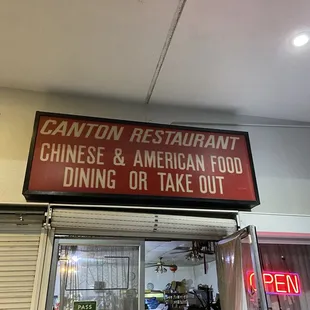 CANTON RESTAURANT
CHINESE & AMERICAN FOOD
DINING OR TAKE OUT
OPEN
PASS